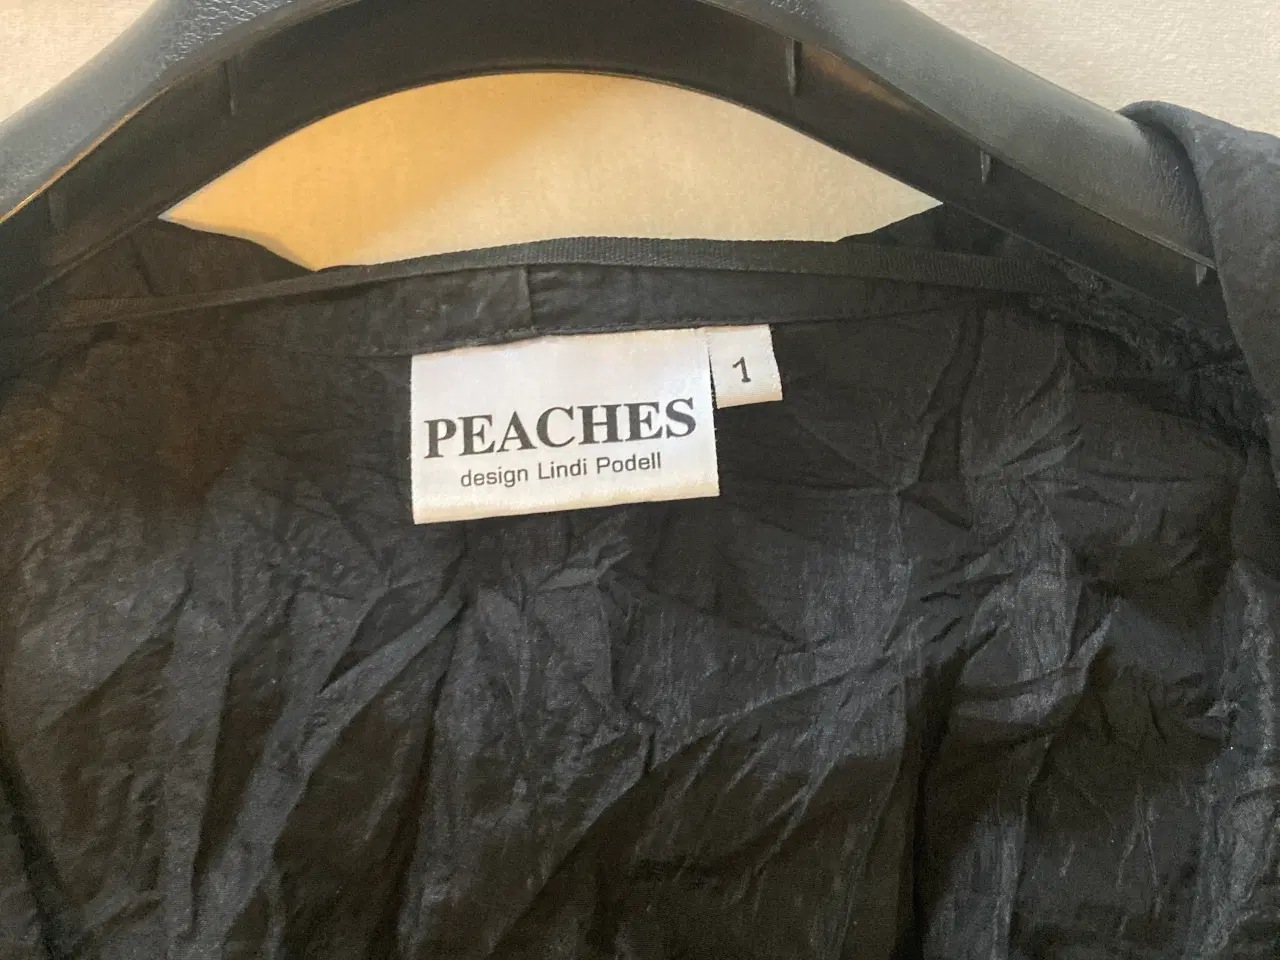 PEACHES
design Lindi Podell
1